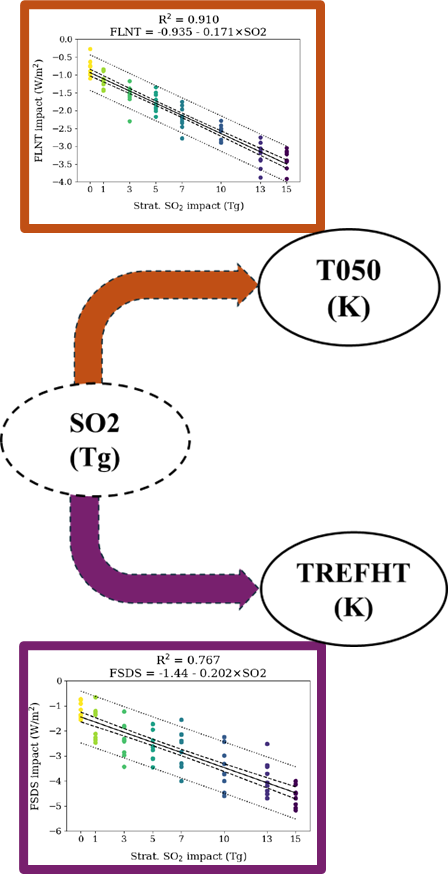 R² = 0.910
FLNT = -0.935 - 0.171×SO2
FLNT impact (W/m²)
0.0
−0.5
−1.0
−1.5
−2.0
−2.5
−3.0
−3.5
−4.0
0 1 3 5 7 10 13 15
Strat. SO₂ impact (Tg)
T050
(K)
SO2
(Tg)
TREFHT
(K)
R² = 0.767
FSDS = -1.44 - 0.202×SO2
FSDS impact (W/m²)
0
−1
−2
−3
−4
−5
−6
0 1 3 5 7 10 13 15
Strat. SO₂ impact (Tg)